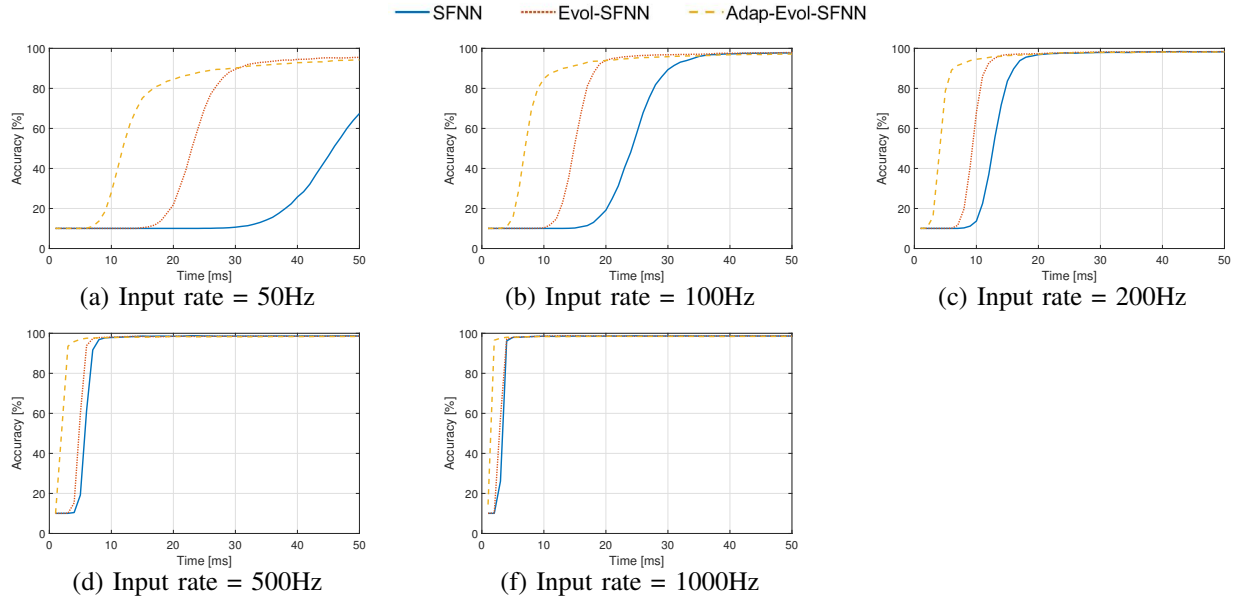 SFNN Evol-SFNN Adap-Evol-SFNN
100
80
60
40
20
0
Accuracy [%]
0 10 20 30 40 50
Time [ms]
(a) Input rate = 50Hz
100
80
60
40
20
0
Accuracy [%]
0 10 20 30 40 50
Time [ms]
(b) Input rate = 100Hz
100
80
60
40
20
0
Accuracy [%]
0 10 20 30 40 50
Time [ms]
(c) Input rate = 200Hz
100
80
60
40
20
0
Accuracy [%]
0 10 20 30 40 50
Time [ms]
(d) Input rate = 500Hz
100
80
60
40
20
0
Accuracy [%]
0 10 20 30 40 50
Time [ms]
(f) Input rate = 1000Hz